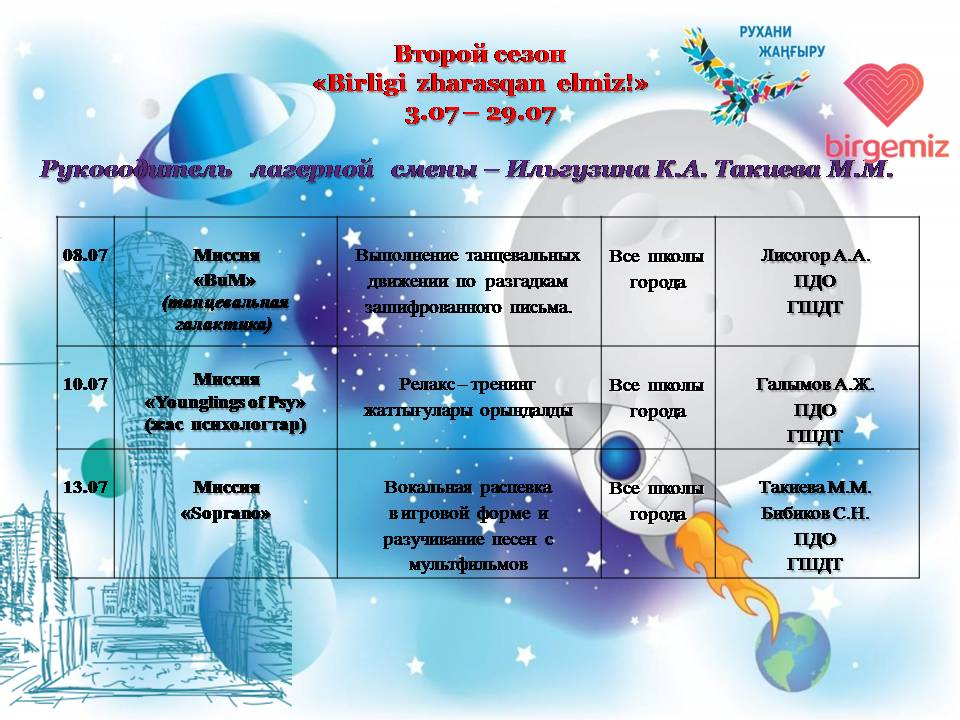 РУХАНИ
ЖАҢҒЫРУ
birgemiz
Второй сезон
«Birligi zharasqan elmiz!»
3.07 – 29.07
Руководитель лагерной смены – Ильгузина К.А. Такиева М.М.
08.07
Миссия
«BuM»
(танцевальная
галактика)
Выполнение танцевальных
движении по разгадкам
зашифрованного письма.
Все школы
города
Лисогор А.А.
ПДО
ГШДТ
10.07
Миссия
«Younglings of Psy»
(жас психологтар)
Релакс – тренинг
жаттығулары орындалды
Все школы
города
Галымов А.Ж.
ПДО
ГШДТ
13.07
Миссия
«Soprano»
Вокальная распевка
в игровой форме и
разучивание песен с
мультфильмов
Все школы
города
Такиева М.М.
Бибиков С.Н.
ПДО
ГШДТ